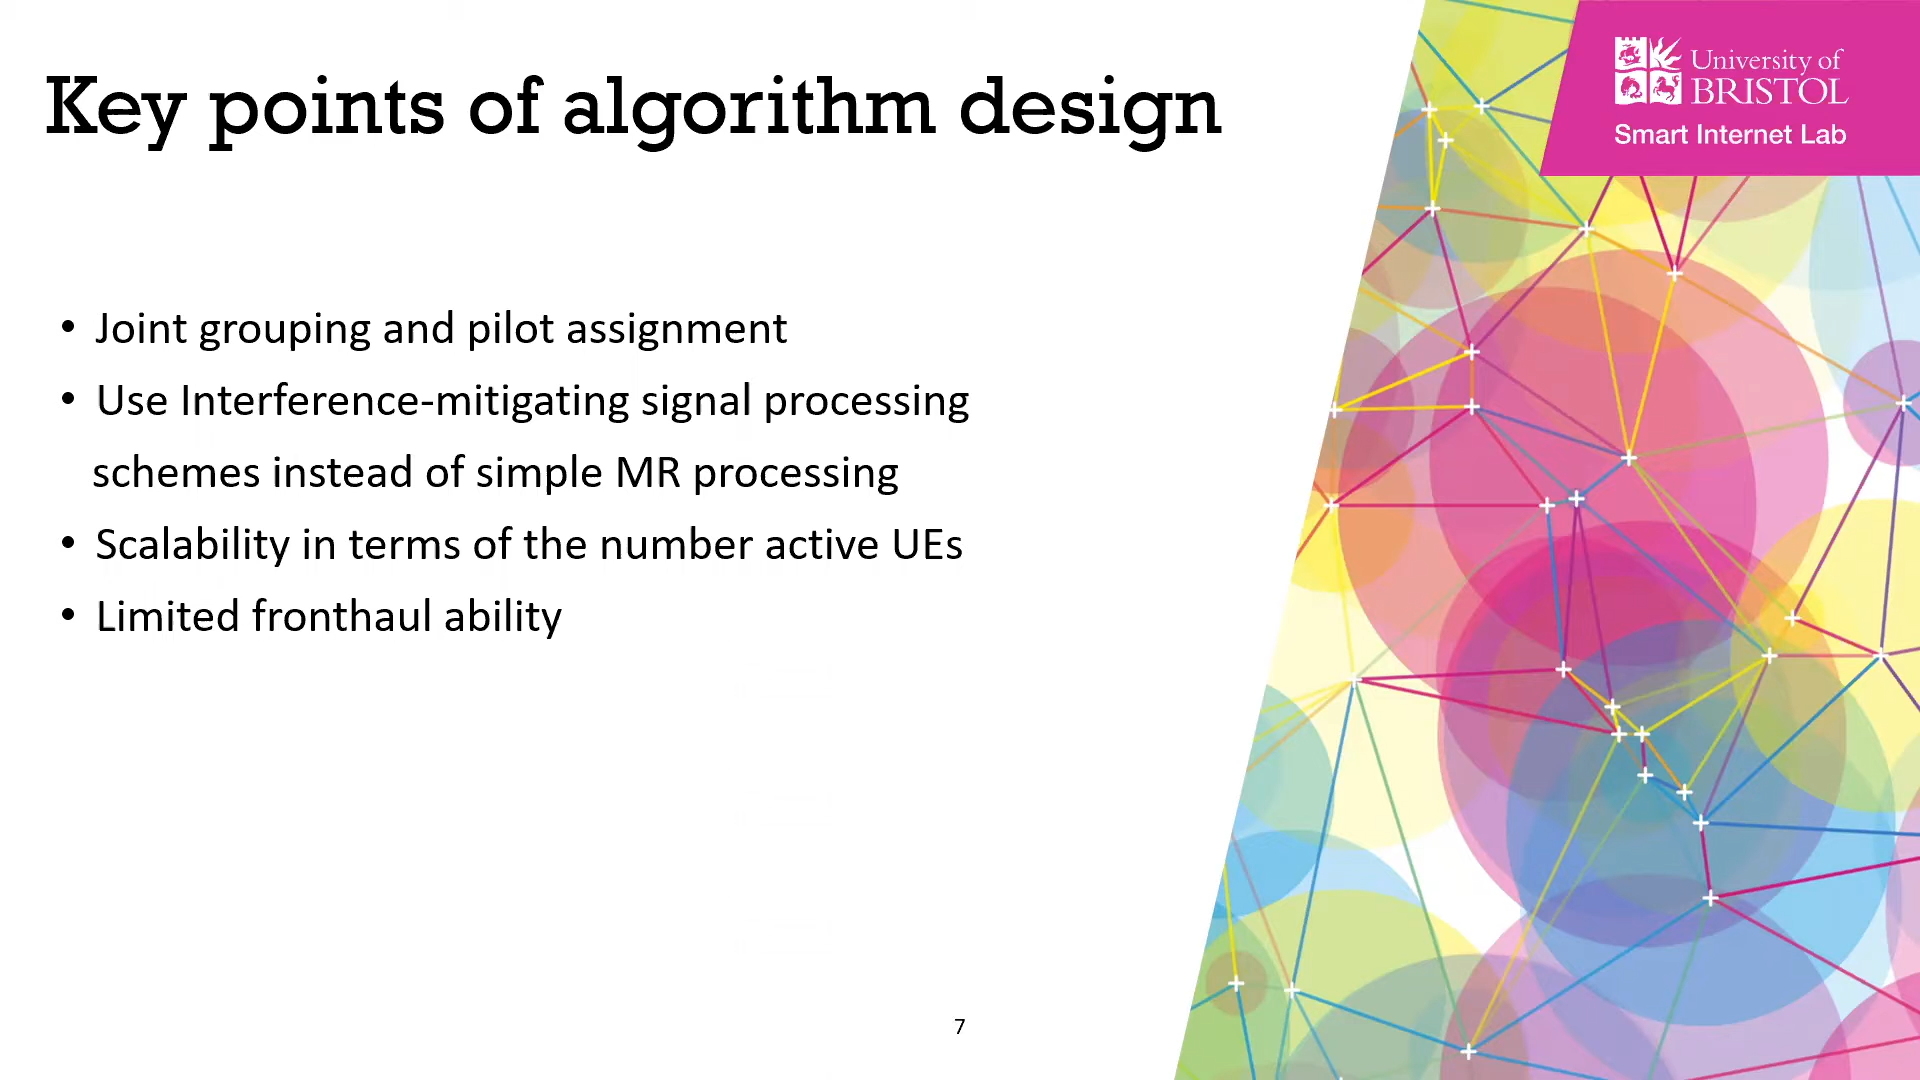 Key points of algorithm design
University of
BRISTOL
Smart Internet Lab
• Joint grouping and pilot assignment
• Use Interference-mitigating signal processing
schemes instead of simple MR processing
• Scalability in terms of the number active UEs
• Limited fronthaul ability
7